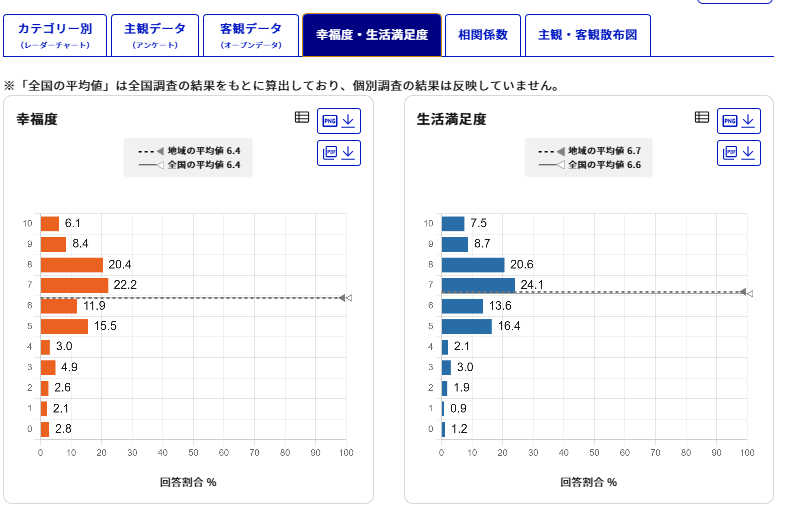 カテゴリー別
(レーダーチャート)
主観データ
(アンケート)
客観データ
(オープンデータ)
幸福度・生活満足度
相関係数
主観・客観散布図
※「全国の平均値」は全国調査の結果をもとに算出しており、個別調査の結果は反映していません。
幸福度
PNG
PDF
地域の平均値 6.4
全国の平均値 6.4
10 6.1
9 8.4
8 20.4
7 22.2
6 11.9
5 15.5
4 3.0
3 4.9
2 2.6
1 2.1
0 2.8
0 10 20 30 40 50 60 70 80 90 100
回答割合 %
生活満足度
PNG
PDF
地域の平均値 6.7
全国の平均値 6.6
10 7.5
9 8.7
8 20.6
7 24.1
6 13.6
5 16.4
4 2.1
3 3.0
2 1.9
1 0.9
0 1.2
0 10 20 30 40 50 60 70 80 90 100
回答割合 %